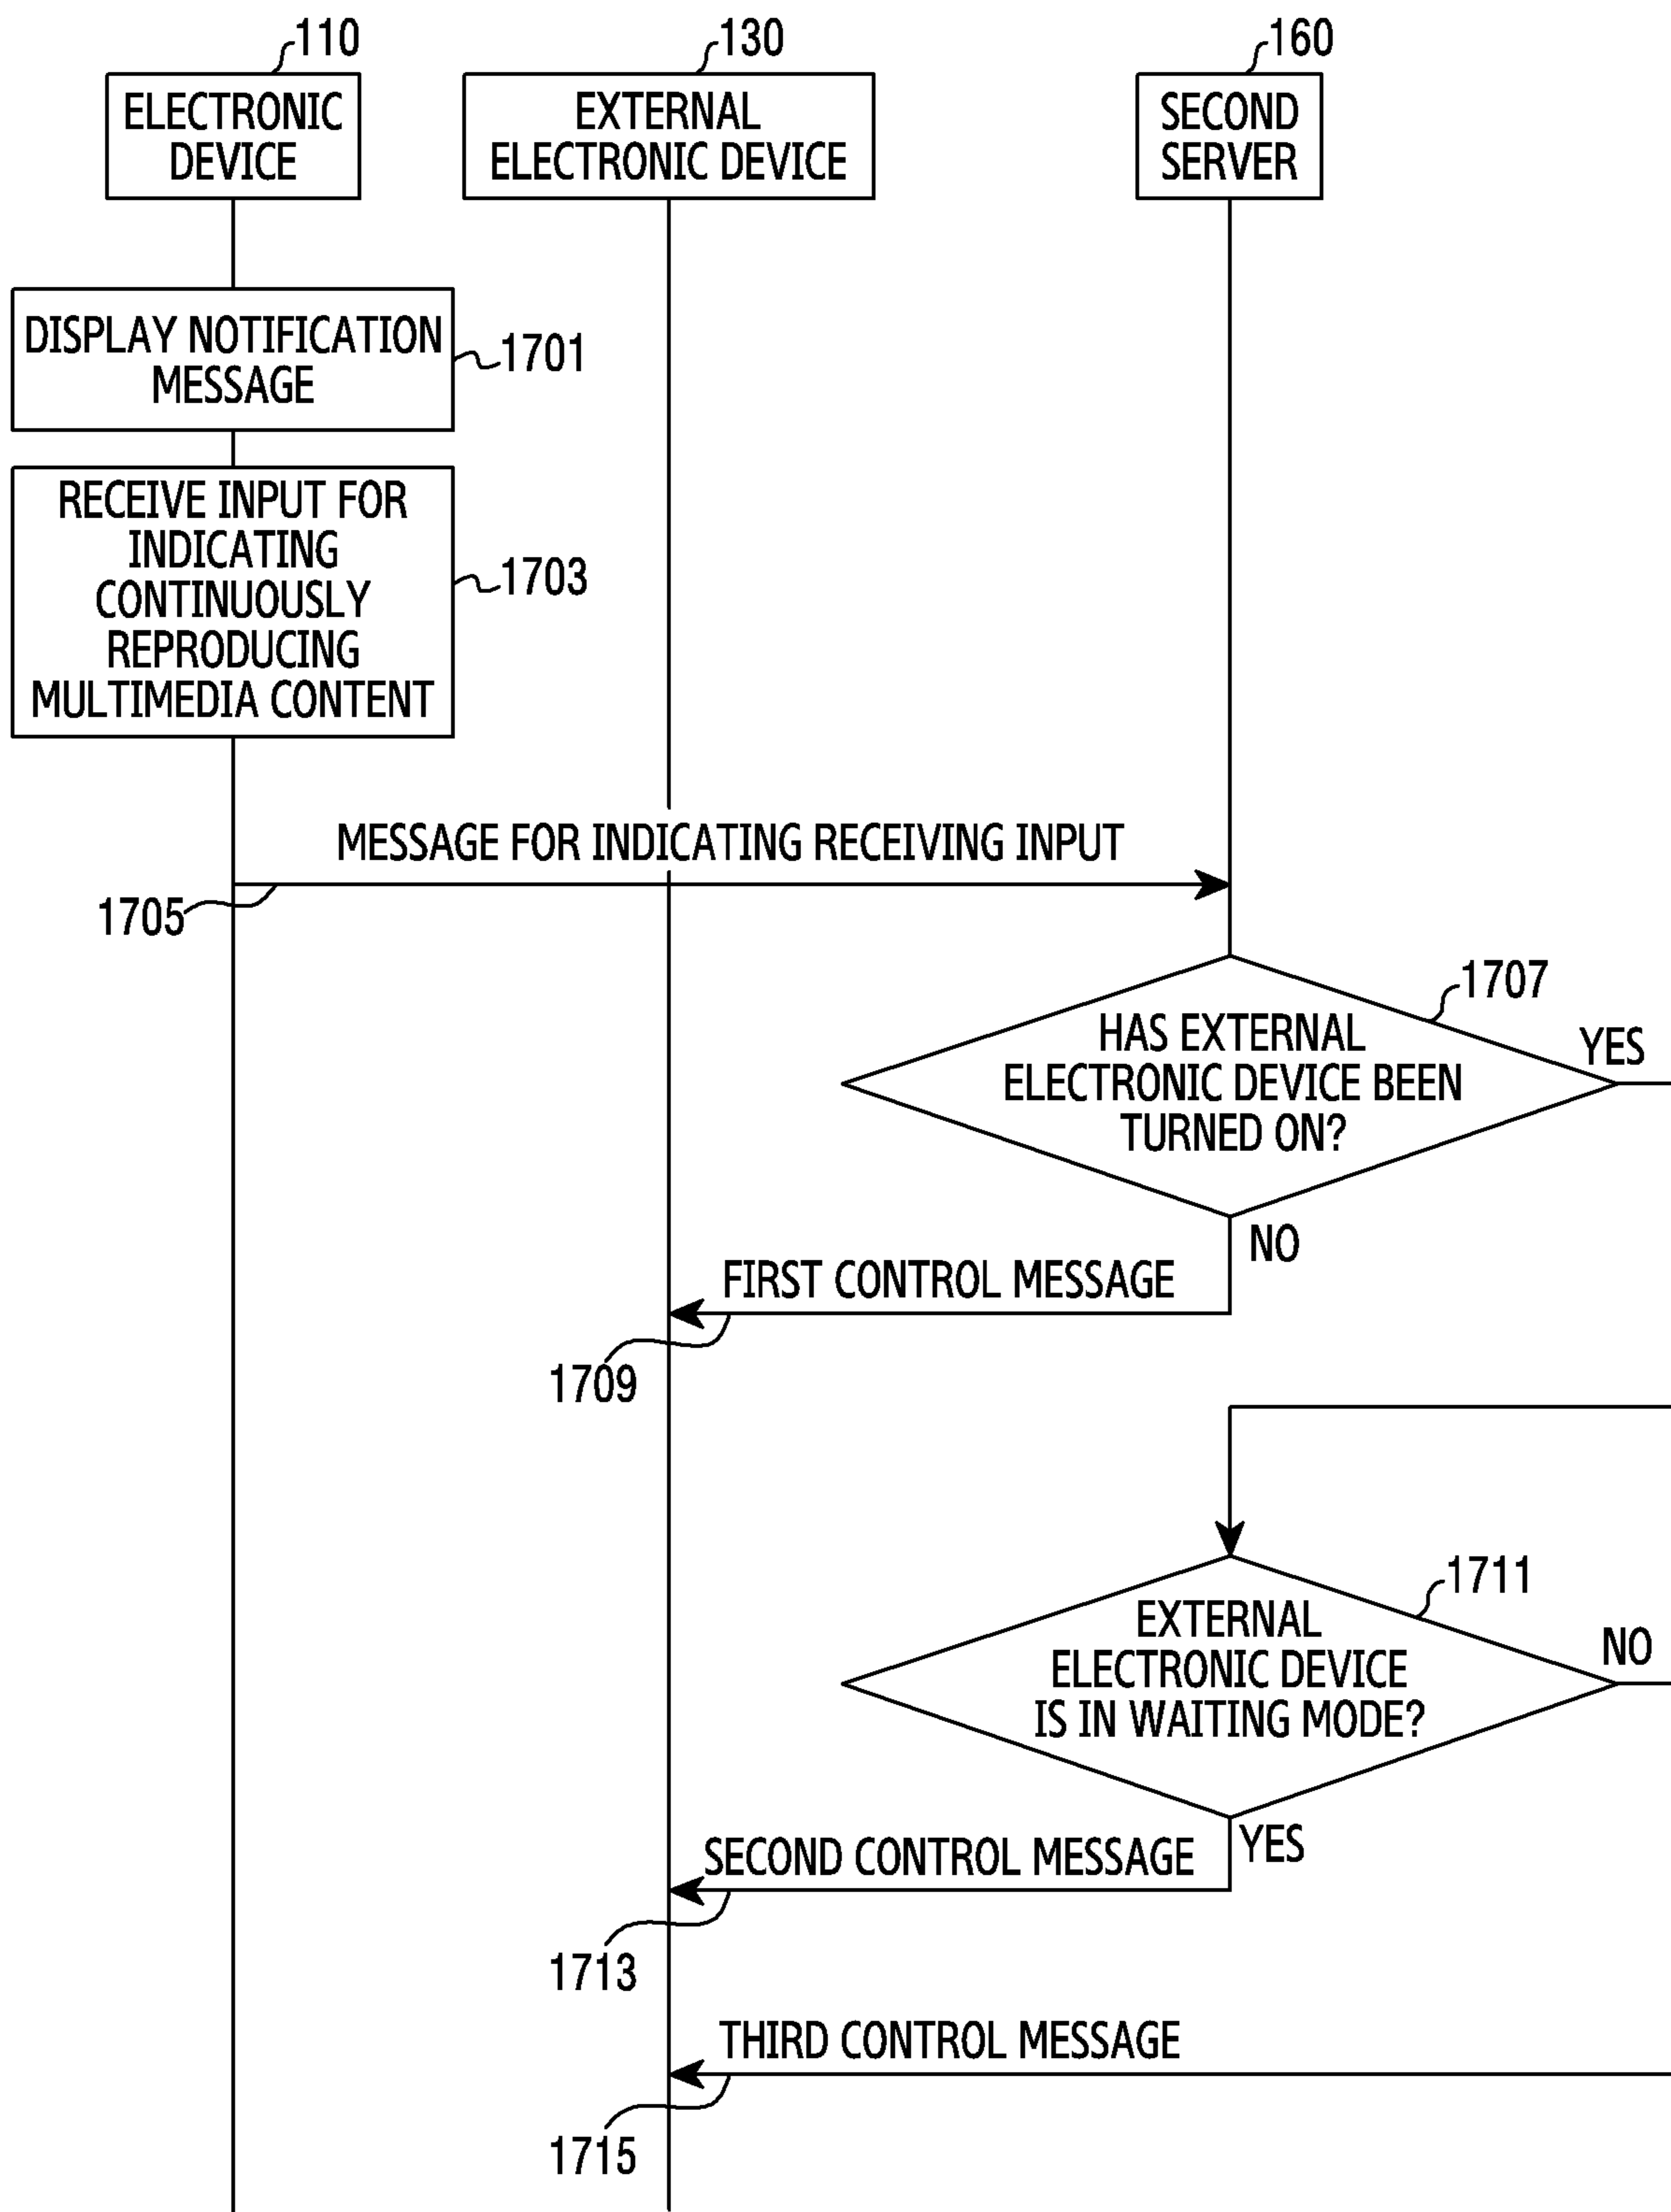 110
130
160
ELECTRONIC
DEVICE
EXTERNAL
ELECTRONIC DEVICE
SECOND
SERVER
DISPLAY NOTIFICATION
MESSAGE
1701
RECEIVE INPUT FOR
INDICATING
CONTINUOUSLY
REPRODUCING
MULTIMEDIA CONTENT
1703
MESSAGE FOR INDICATING RECEIVING INPUT
1705
1707
HAS EXTERNAL
ELECTRONIC DEVICE BEEN
TURNED ON?
YES
NO
FIRST CONTROL MESSAGE
1709
1711
EXTERNAL
ELECTRONIC DEVICE
IS IN WAITING MODE?
NO
YES
SECOND CONTROL MESSAGE
1713
THIRD CONTROL MESSAGE
1715